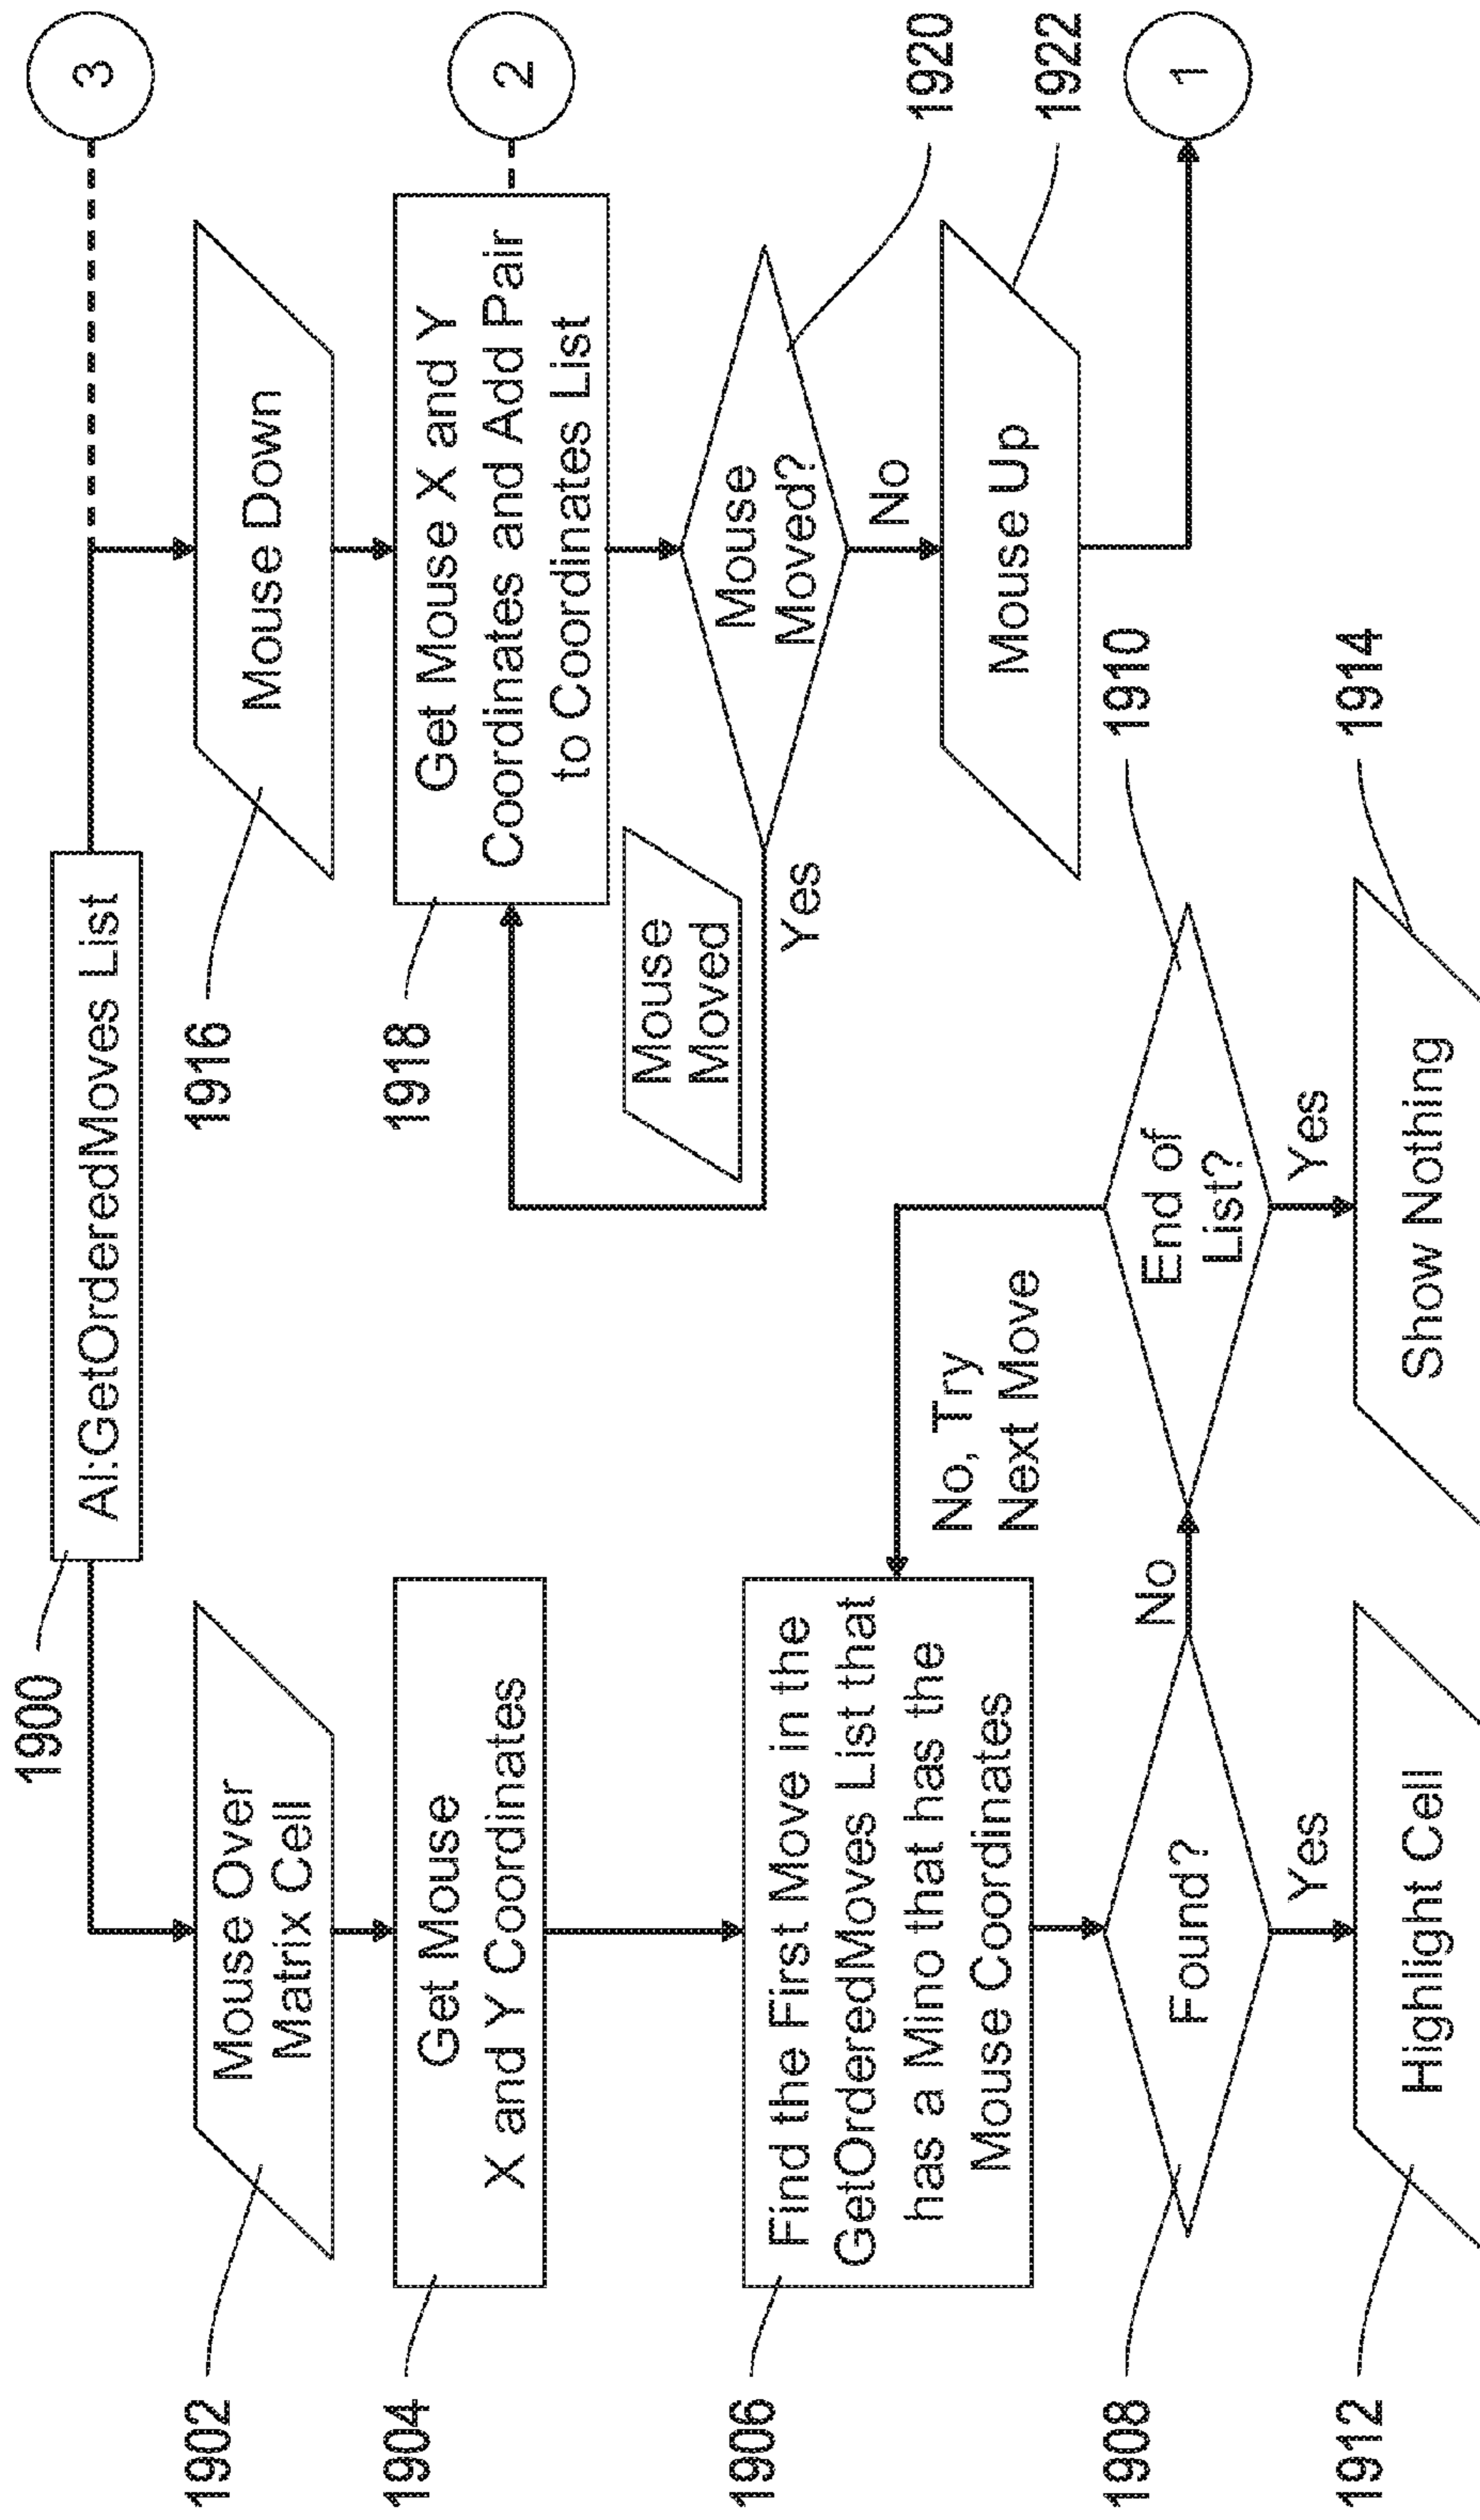 1900
AI:GetOrderedMoves List
3
1902
Mouse Over
Matrix Cell
1916
Mouse Down
1904
Get Mouse
X and Y Coordinates
1918
Get Mouse X and Y
Coordinates and Add Pair
to Coordinates List
2
Mouse
Moved
Yes
Mouse
Moved?
1920
No
1906
Find the First Move in the
GetOrderedMoves List that
has a Mino that has the
Mouse Coordinates
No, Try
Next Move
Mouse Up
1922
1908
Found?
No
End of
List?
1910
1
Yes
Yes
1912
Highlight Cell
Show Nothing
1914